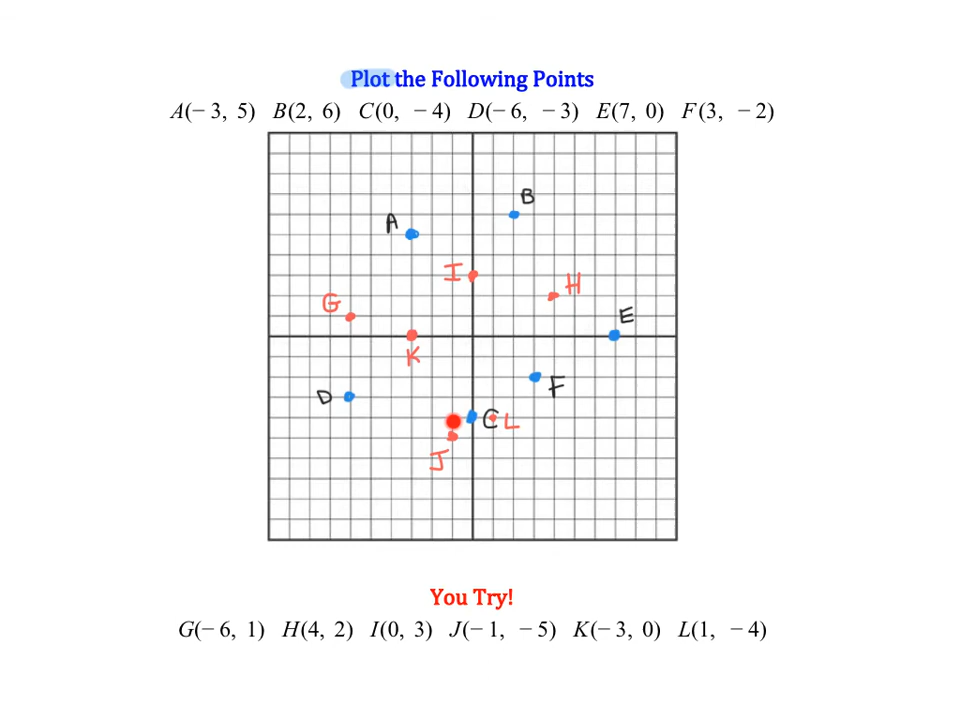 Plot the Following Points
A(− 3, 5) B(2, 6) C(0, − 4) D(− 6, − 3) E(7, 0) F(3, − 2)
B
A
I
H
G
E
K
F
D
C L
J
You Try!
G(− 6, 1) H(4, 2) I(0, 3) J(− 1, − 5) K(− 3, 0) L(1, − 4)